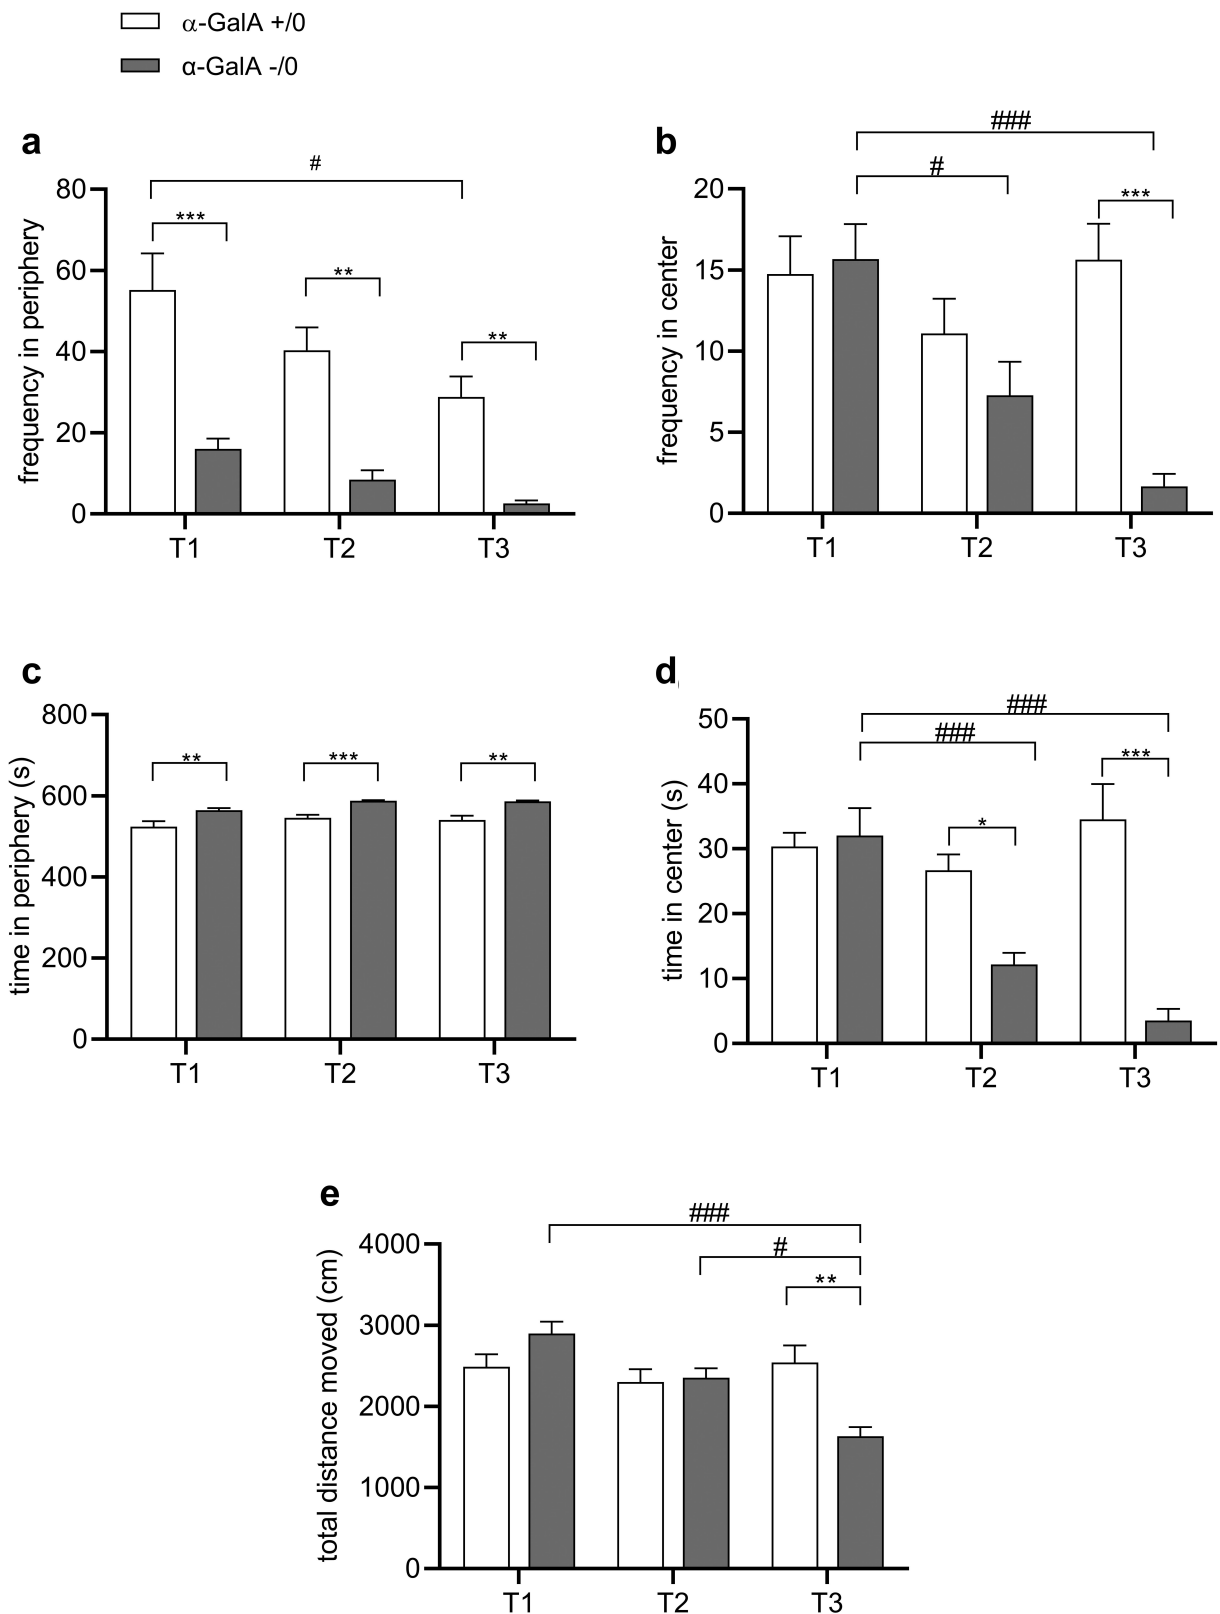 α-GalA +/0
α-GalA -/0
a
#
***
**
**
80
60
40
20
0
frequency in periphery
T1 T2 T3
b
###
#
***
20
15
10
5
0
frequency in center
T1 T2 T3
c
**
***
**
800
600
400
200
0
time in periphery (s)
T1 T2 T3
d
###
###
***
*
50
40
30
20
10
0
time in center (s)
T1 T2 T3
e
###
#
**
4000
3000
2000
1000
0
total distance moved (cm)
T1 T2 T3